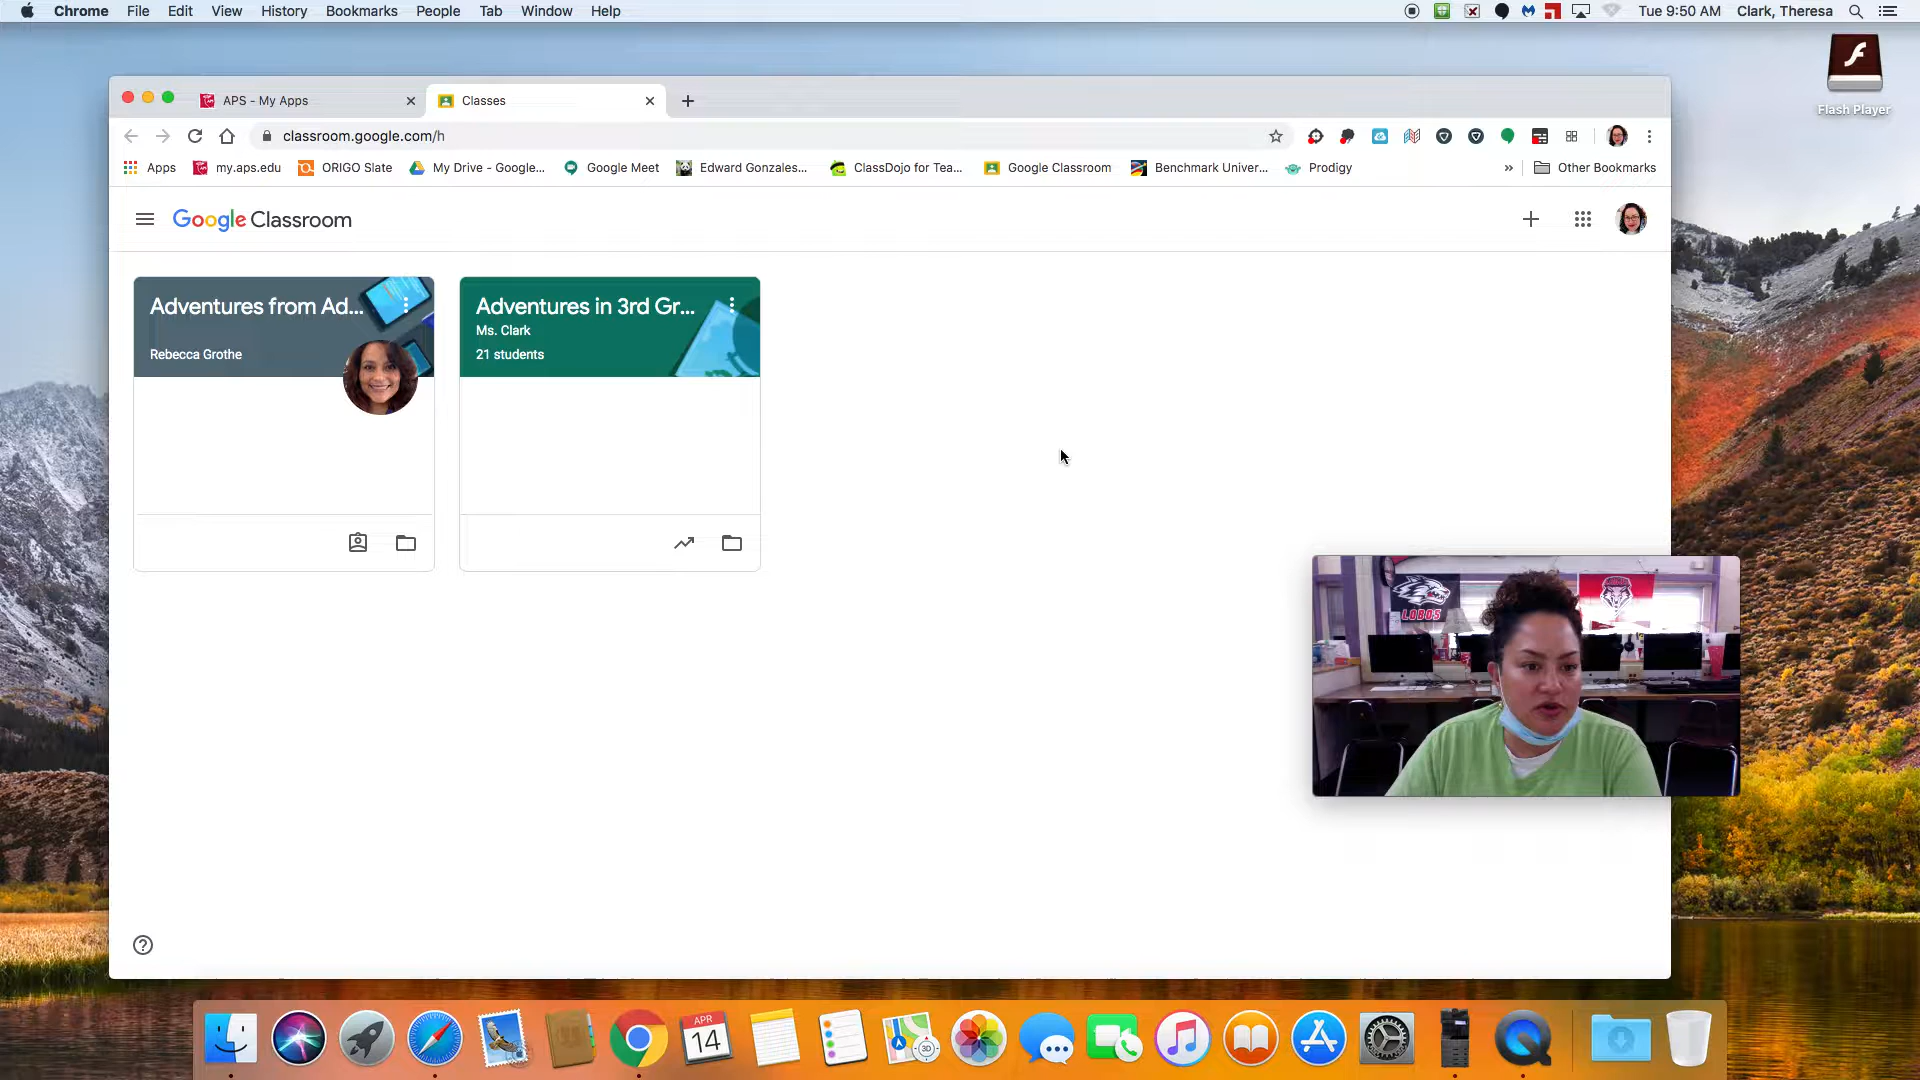 Chrome File Edit View History Bookmarks People Tab Window Help
Tue 9:50 AM Clark, Theresa
Flash Player
APS - My Apps
Classes
classroom.google.com/h
Apps my.aps.edu ORIGO Slate My Drive - Google... Google Meet Edward Gonzales... ClassDojo for Tea... Google Classroom Benchmark Univer... Prodigy » Other Bookmarks
Google Classroom
Adventures from Ad...
Rebecca Grothe
Adventures in 3rd Gr...
Ms. Clark
21 students
LOBOS
APR
14
3D